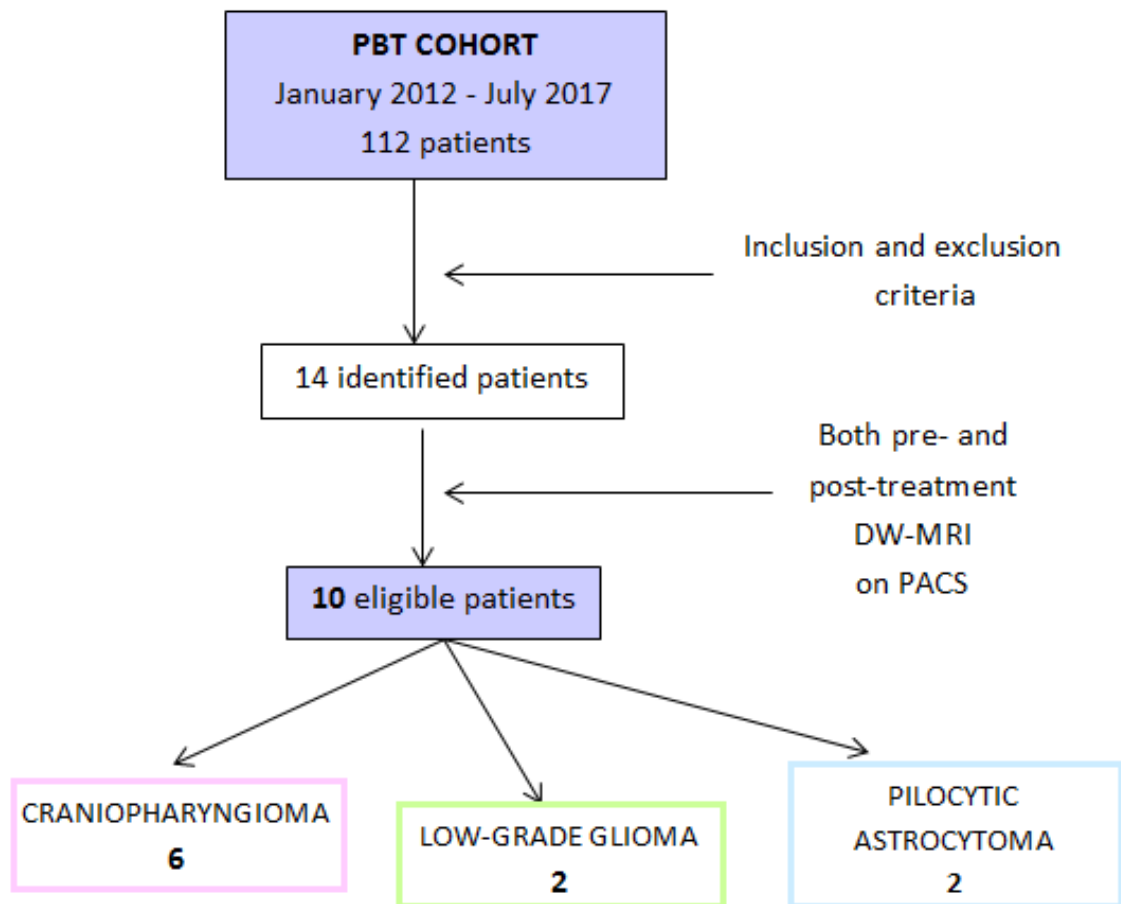 PBT COHORT
January 2012 - July 2017
112 patients
Inclusion and exclusion
criteria
14 identified patients
Both pre- and
post-treatment
DW-MRI
on PACS
10 eligible patients
CRANIOPHARYNGIOMA
6
LOW-GRADE GLIOMA
2
PILOCYTIC
ASTROCYTOMA
2